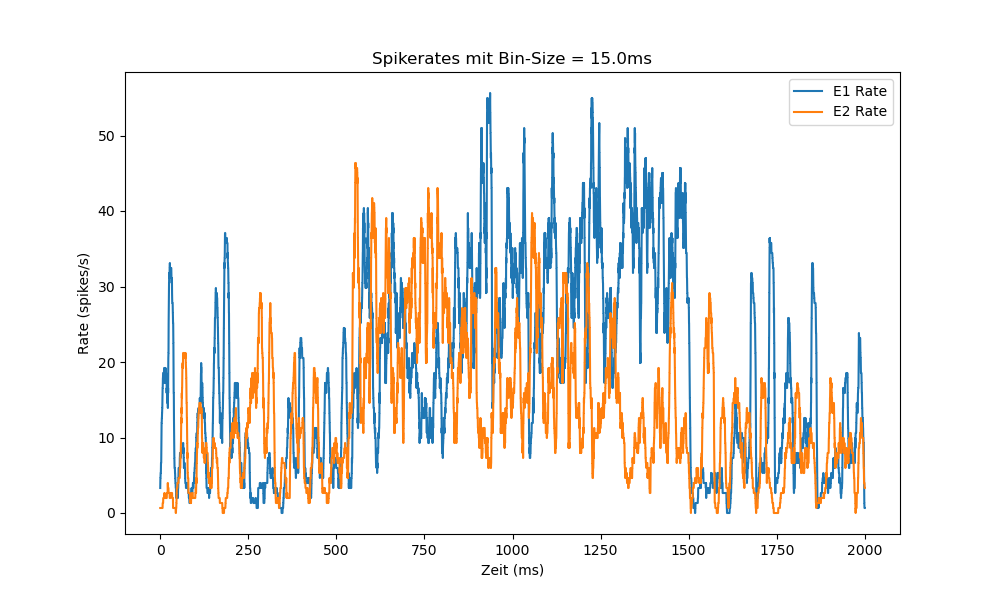 Spikerates mit Bin-Size = 15.0ms
E1 Rate
E2 Rate
Rate (spikes/s)
50
40
30
20
10
0
0 250 500 750 1000 1250 1500 1750 2000
Zeit (ms)